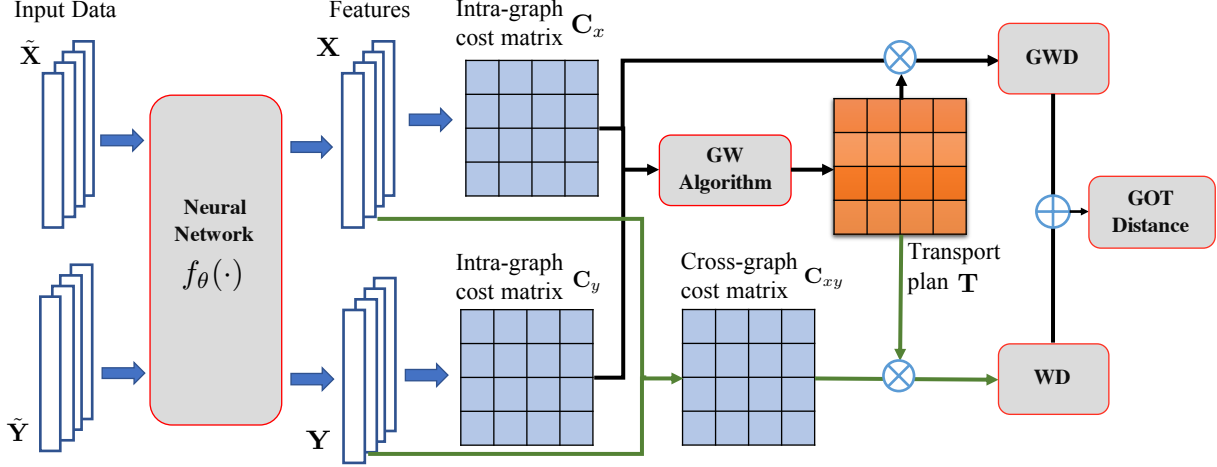 Input Data
Features
Intra-graph
cost matrix C_x
X̃
X
GWD
GW
Algorithm
Neural
Network
f_θ(·)
GOT
Distance
Transport
plan T
Intra-graph
cost matrix C_y
Cross-graph
cost matrix C_xy
WD
Ỹ
Y